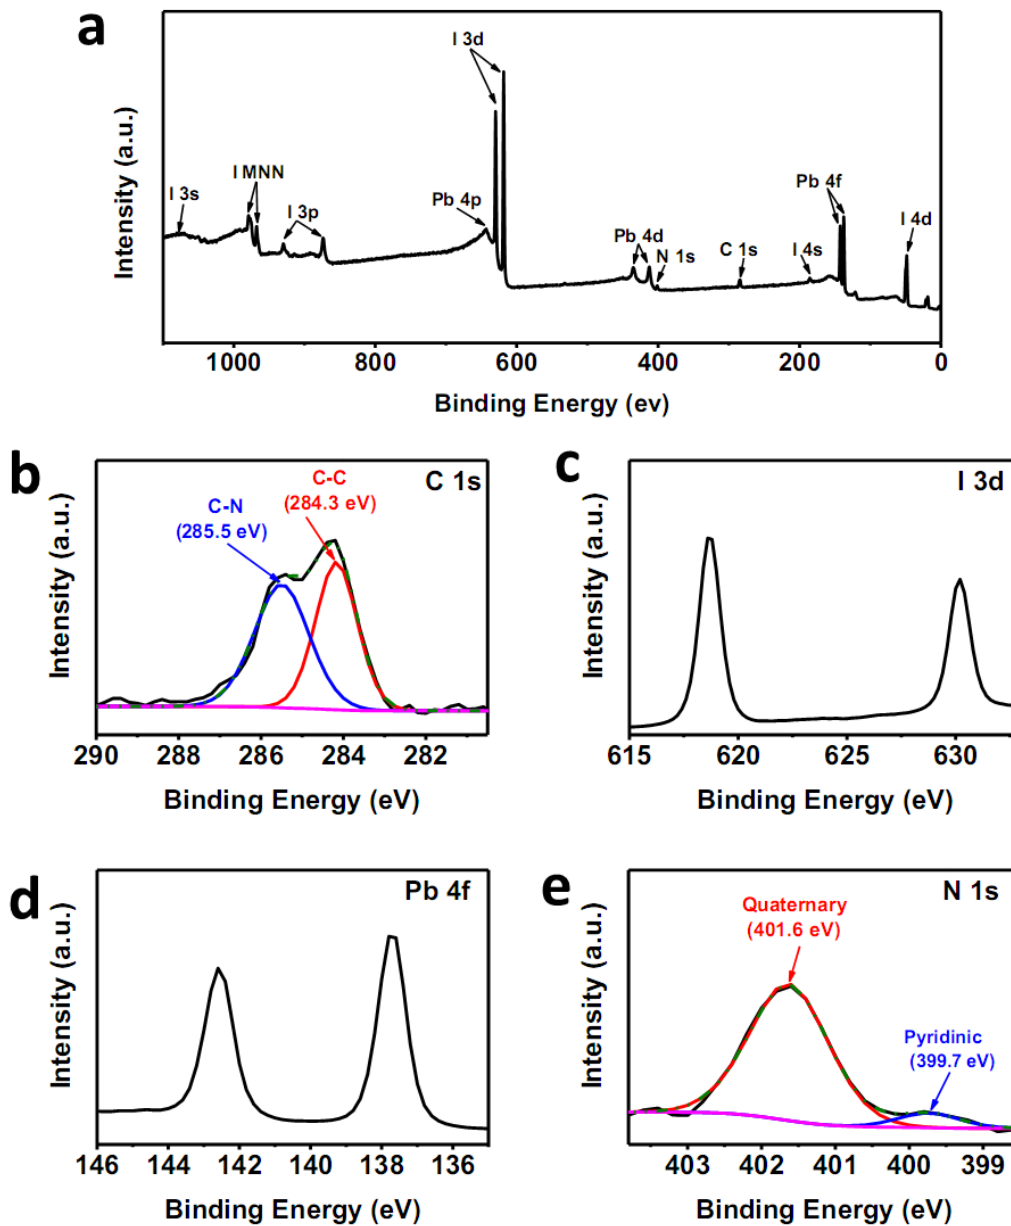 a
I 3d
I MNN
I 3s
I 3p
Pb 4p
Pb 4d
N 1s
C 1s
I 4s
Pb 4f
I 4d
Intensity (a.u.)
1000 800 600 400 200 0
Binding Energy (ev)
b
C 1s
C-C
(284.3 eV)
C-N
(285.5 eV)
Intensity (a.u.)
290 288 286 284 282
Binding Energy (eV)
c
I 3d
Intensity (a.u.)
615 620 625 630
Binding Energy (eV)
d
Pb 4f
Intensity (a.u.)
146 144 142 140 138 136
Binding Energy (eV)
e
N 1s
Quaternary
(401.6 eV)
Pyridinic
(399.7 eV)
Intensity (a.u.)
403 402 401 400 399
Binding Energy (eV)